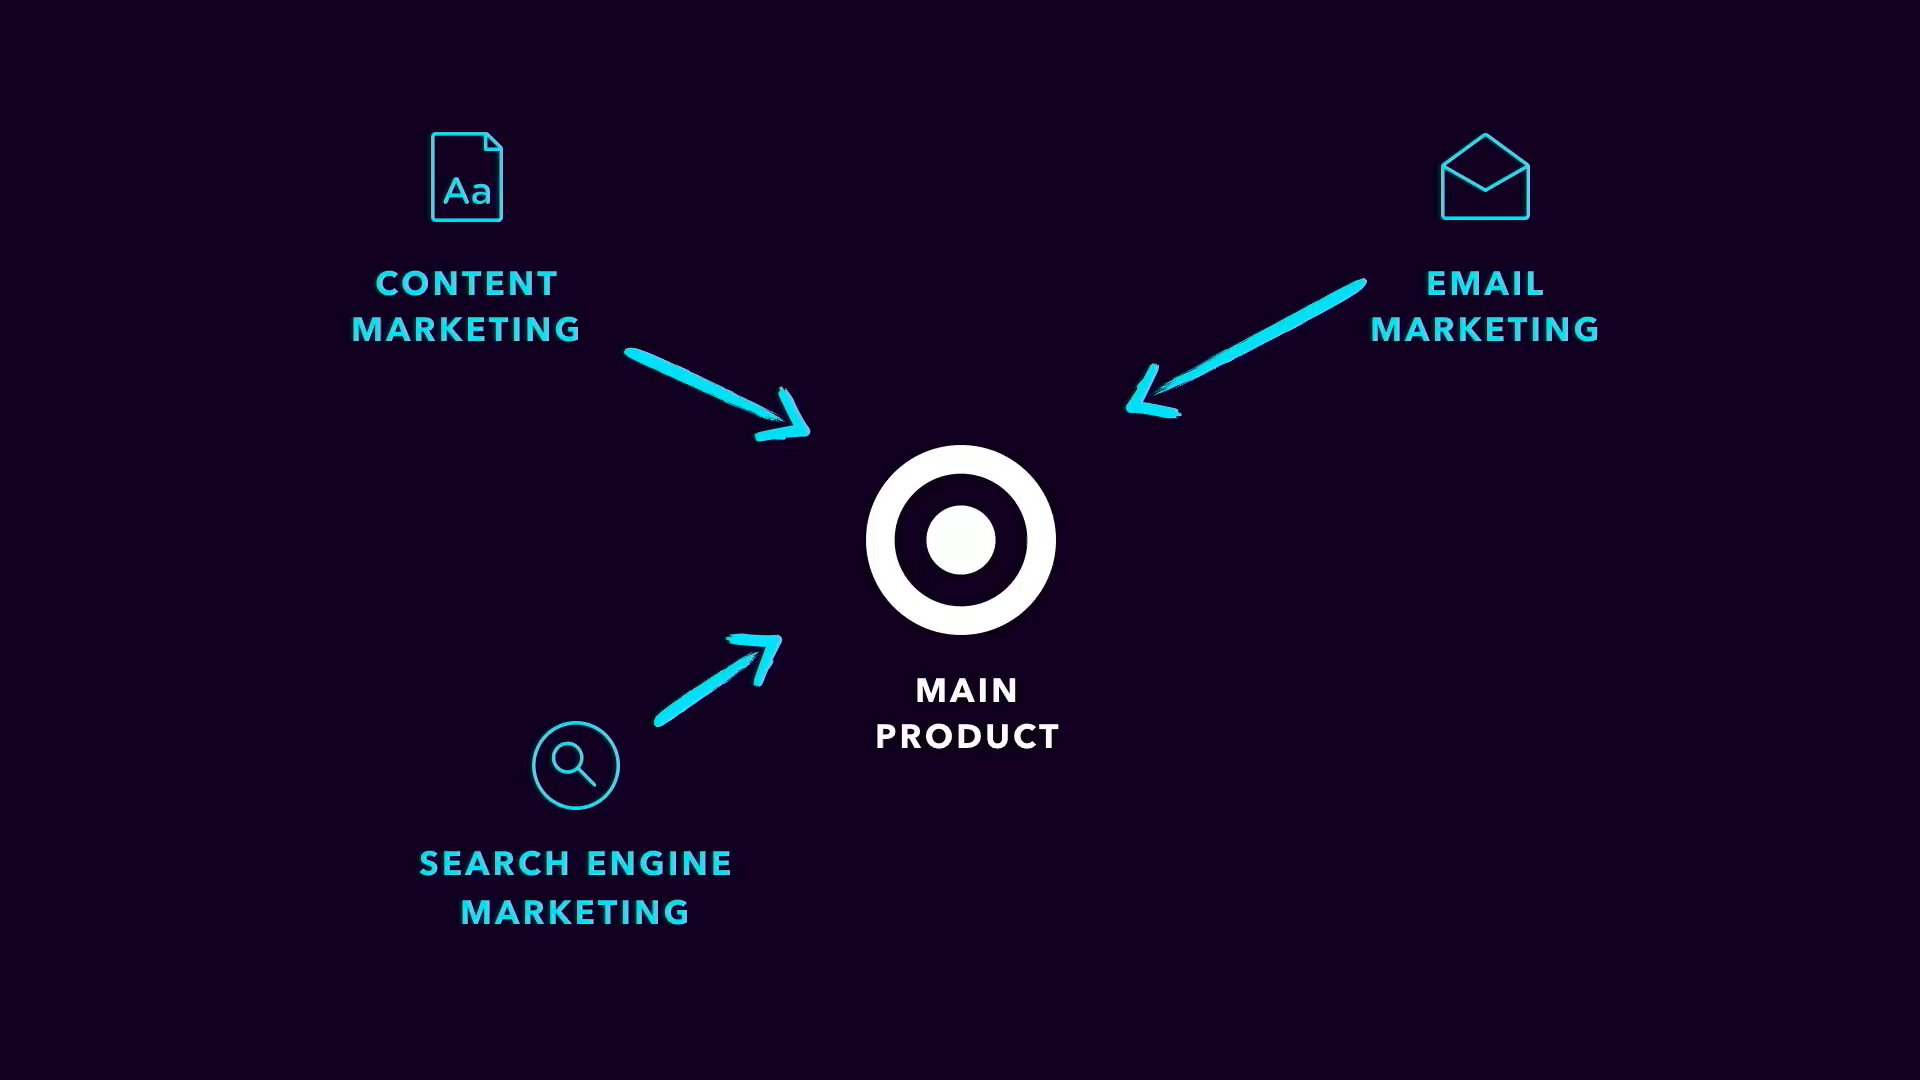 Aa
CONTENT
MARKETING
EMAIL
MARKETING
MAIN
PRODUCT
SEARCH ENGINE
MARKETING